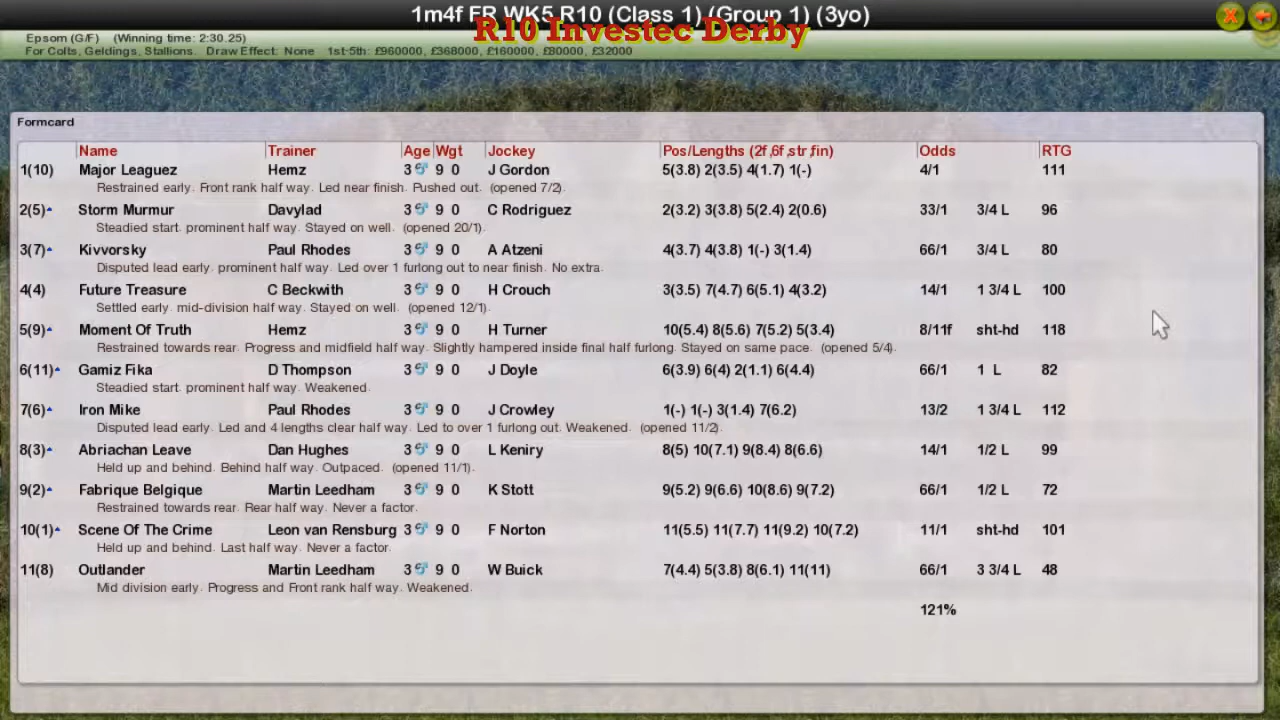 1m4f FR WK5 R10 (Class 1) (Group 1) (3yo)
R10 Investec Derby
Epsom (G/F) (Winning time: 2:30.25)
For Colts, Geldings, Stallions. Draw Effect: None 1st-5th: £960000, £368000, £160000, £80000, £32000
Formcard
Name Trainer Age Wgt Jockey Pos/Lengths (2f,6f,str,fin) Odds RTG
1(10) Major Leaguez Hemz 3 9 0 J Gordon 5(3.8) 2(3.5) 4(1.7) 1(-) 4/1 111
Restrained early. Front rank half way. Led near finish. Pushed out. (opened 7/2).
2(5) Storm Murmur Davylad 3 9 0 C Rodriguez 2(3.2) 3(3.8) 5(2.4) 2(0.6) 33/1 3/4 L 96
Steadied start. prominent half way. Stayed on well. (opened 20/1).
3(7) Kivvorsky Paul Rhodes 3 9 0 A Atzeni 4(3.7) 4(3.8) 1(-) 3(1.4) 66/1 3/4 L 80
Disputed lead early. prominent half way. Led over 1 furlong out to near finish. No extra.
4(4) Future Treasure C Beckwith 3 9 0 H Crouch 3(3.5) 7(4.7) 6(5.1) 4(3.2) 14/1 1 3/4 L 100
Settled early. mid-division half way. Stayed on well. (opened 12/1).
5(9) Moment Of Truth Hemz 3 9 0 H Turner 10(5.4) 8(5.6) 7(5.2) 5(3.4) 8/11f sht-hd 118
Restrained towards rear. Progress and midfield half way. Slightly hampered inside final half furlong. Stayed on same pace. (opened 5/4).
6(11) Gamiz Fika D Thompson 3 9 0 J Doyle 6(3.9) 6(4) 2(1.1) 6(4.4) 66/1 1 L 82
Steadied start. prominent half way. Weakened.
7(6) Iron Mike Paul Rhodes 3 9 0 J Crowley 1(-) 1(-) 3(1.4) 7(6.2) 13/2 1 3/4 L 112
Disputed lead early. Led and 4 lengths clear half way. Led to over 1 furlong out. Weakened. (opened 11/2).
8(3) Abriachan Leave Dan Hughes 3 9 0 L Keniry 8(5) 10(7.1) 9(8.4) 8(6.6) 14/1 1/2 L 99
Held up and behind. Behind half way. Outpaced. (opened 11/1).
9(2) Fabrique Belgique Martin Leedham 3 9 0 K Stott 9(5.2) 9(6.6) 10(8.6) 9(7.2) 66/1 1/2 L 72
Restrained towards rear. Rear half way. Never a factor.
10(1) Scene Of The Crime Leon van Rensburg 3 9 0 F Norton 11(5.5) 11(7.7) 11(9.2) 10(7.2) 11/1 sht-hd 101
Held up and behind. Last half way. Never a factor.
11(8) Outlander Martin Leedham 3 9 0 W Buick 7(4.4) 5(3.8) 8(6.1) 11(11) 66/1 3 3/4 L 48
Mid division early. Progress and Front rank half way. Weakened.
121%